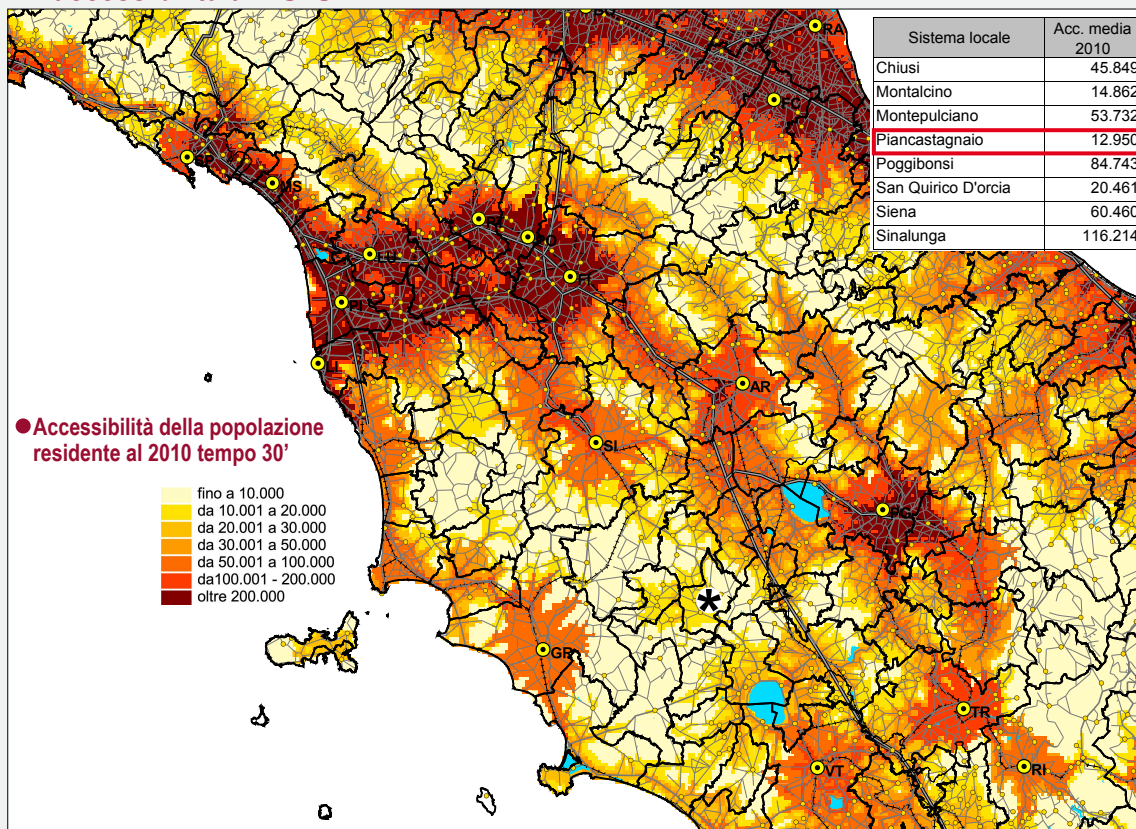 Sistema locale
Acc. media
2010
Chiusi 45.849
Montalcino 14.862
Montepulciano 53.732
Piancastagnaio 12.950
Poggibonsi 84.743
San Quirico D'orcia 20.461
Siena 60.460
Sinalunga 116.214
RA
FC
MS
LU
AR
SI
GR
TR
RI
VT
●Accessibilità della popolazione
residente al 2010 tempo 30’
fino a 10.000
da 10.001 a 20.000
da 20.001 a 30.000
da 30.001 a 50.000
da 50.001 a 100.000
da100.001 - 200.000
oltre 200.000
*